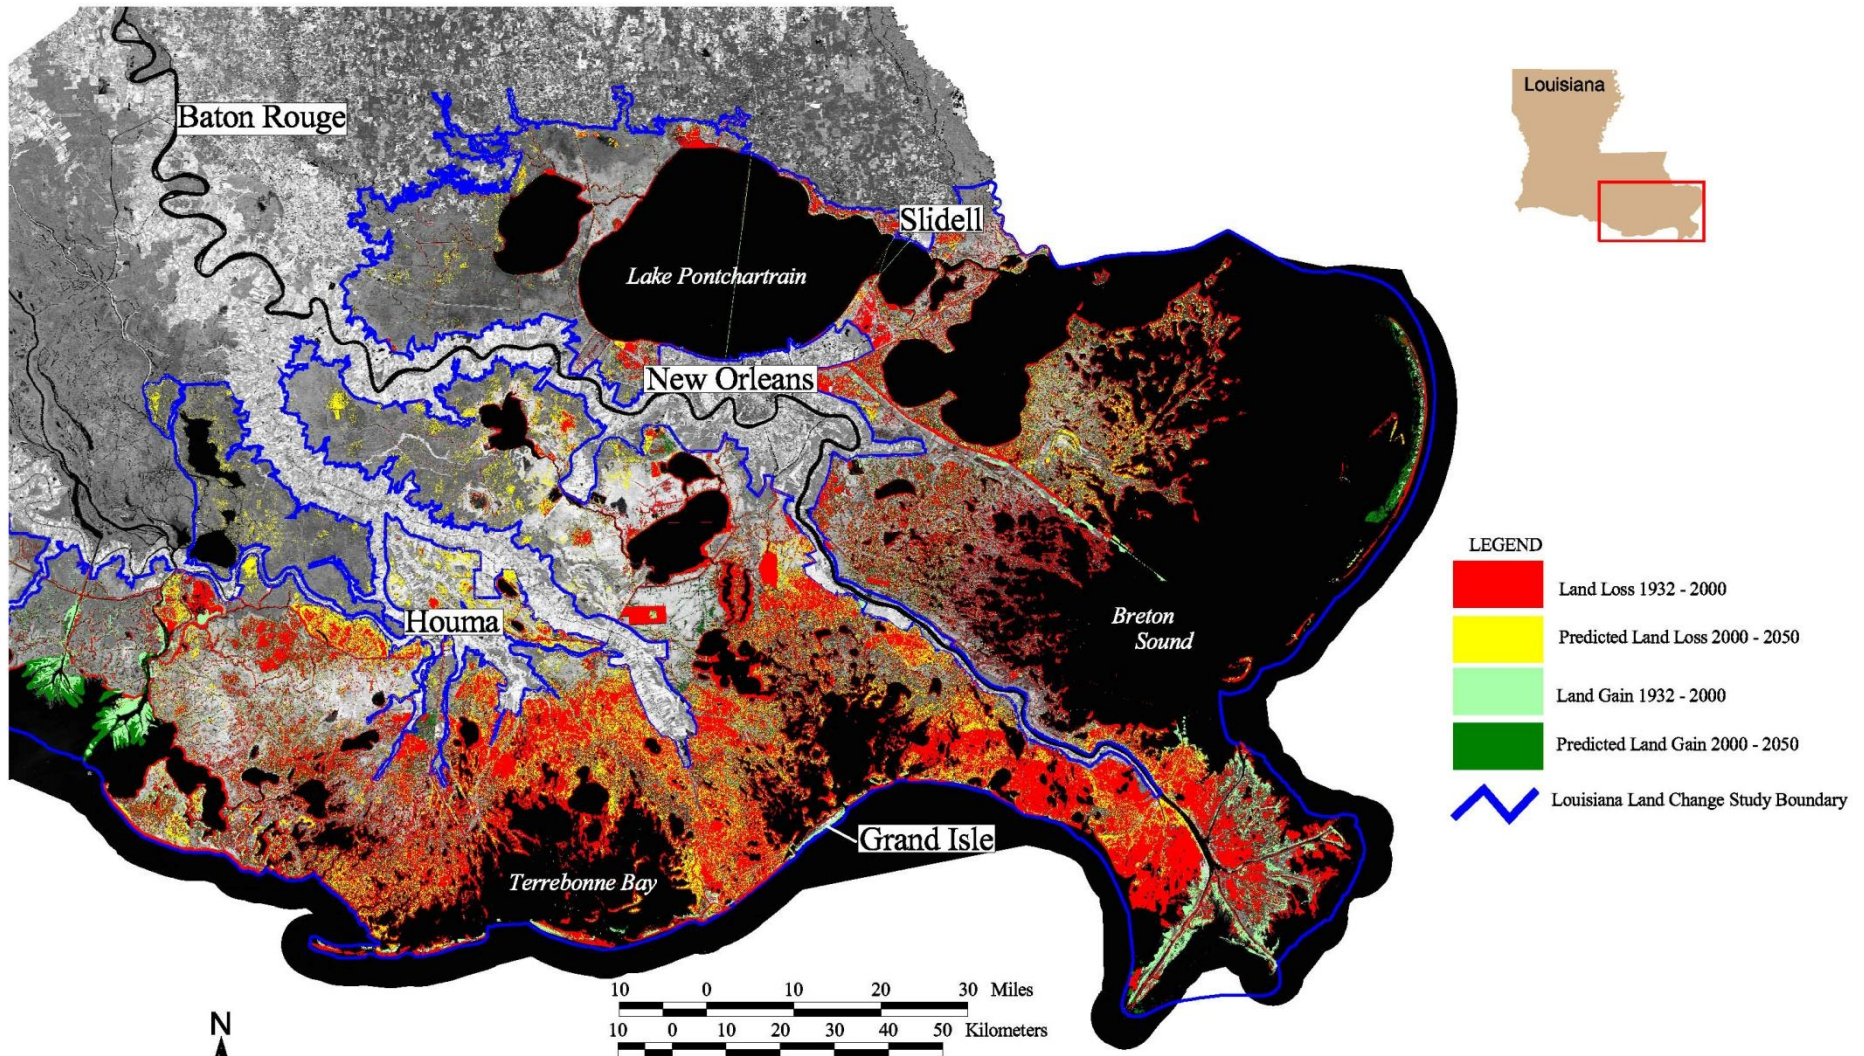 Louisiana
Baton Rouge
Slidell
Lake Pontchartrain
New Orleans
Breton
Sound
Houma
Grand Isle
Terrebonne Bay
LEGEND
Land Loss 1932 - 2000
Predicted Land Loss 2000 - 2050
Land Gain 1932 - 2000
Predicted Land Gain 2000 - 2050
Louisiana Land Change Study Boundary
10 0 10 20 30 Miles
10 0 10 20 30 40 50 Kilometers
N